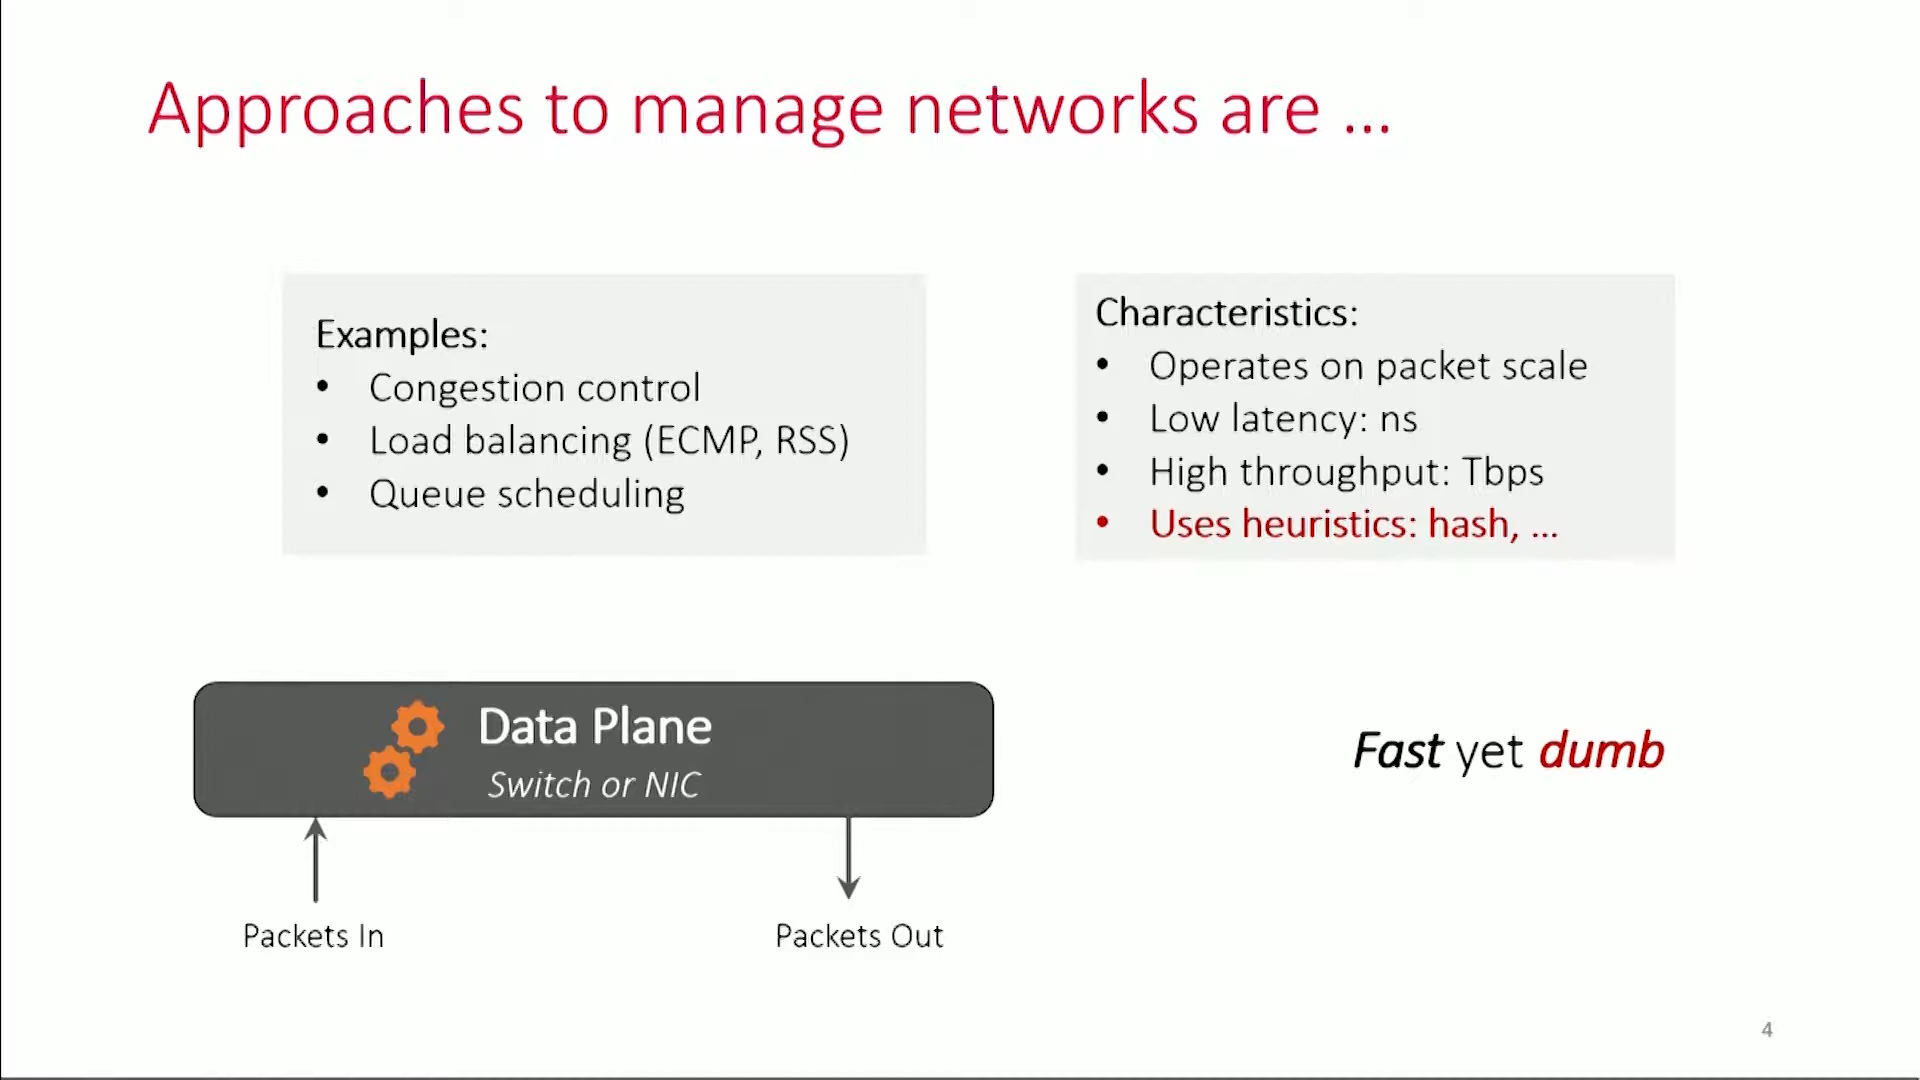 Approaches to manage networks are ...
Examples:
• Congestion control
• Load balancing (ECMP, RSS)
• Queue scheduling
Characteristics:
• Operates on packet scale
• Low latency: ns
• High throughput: Tbps
• Uses heuristics: hash, ...
Data Plane
Switch or NIC
Fast yet dumb
Packets In
Packets Out
4